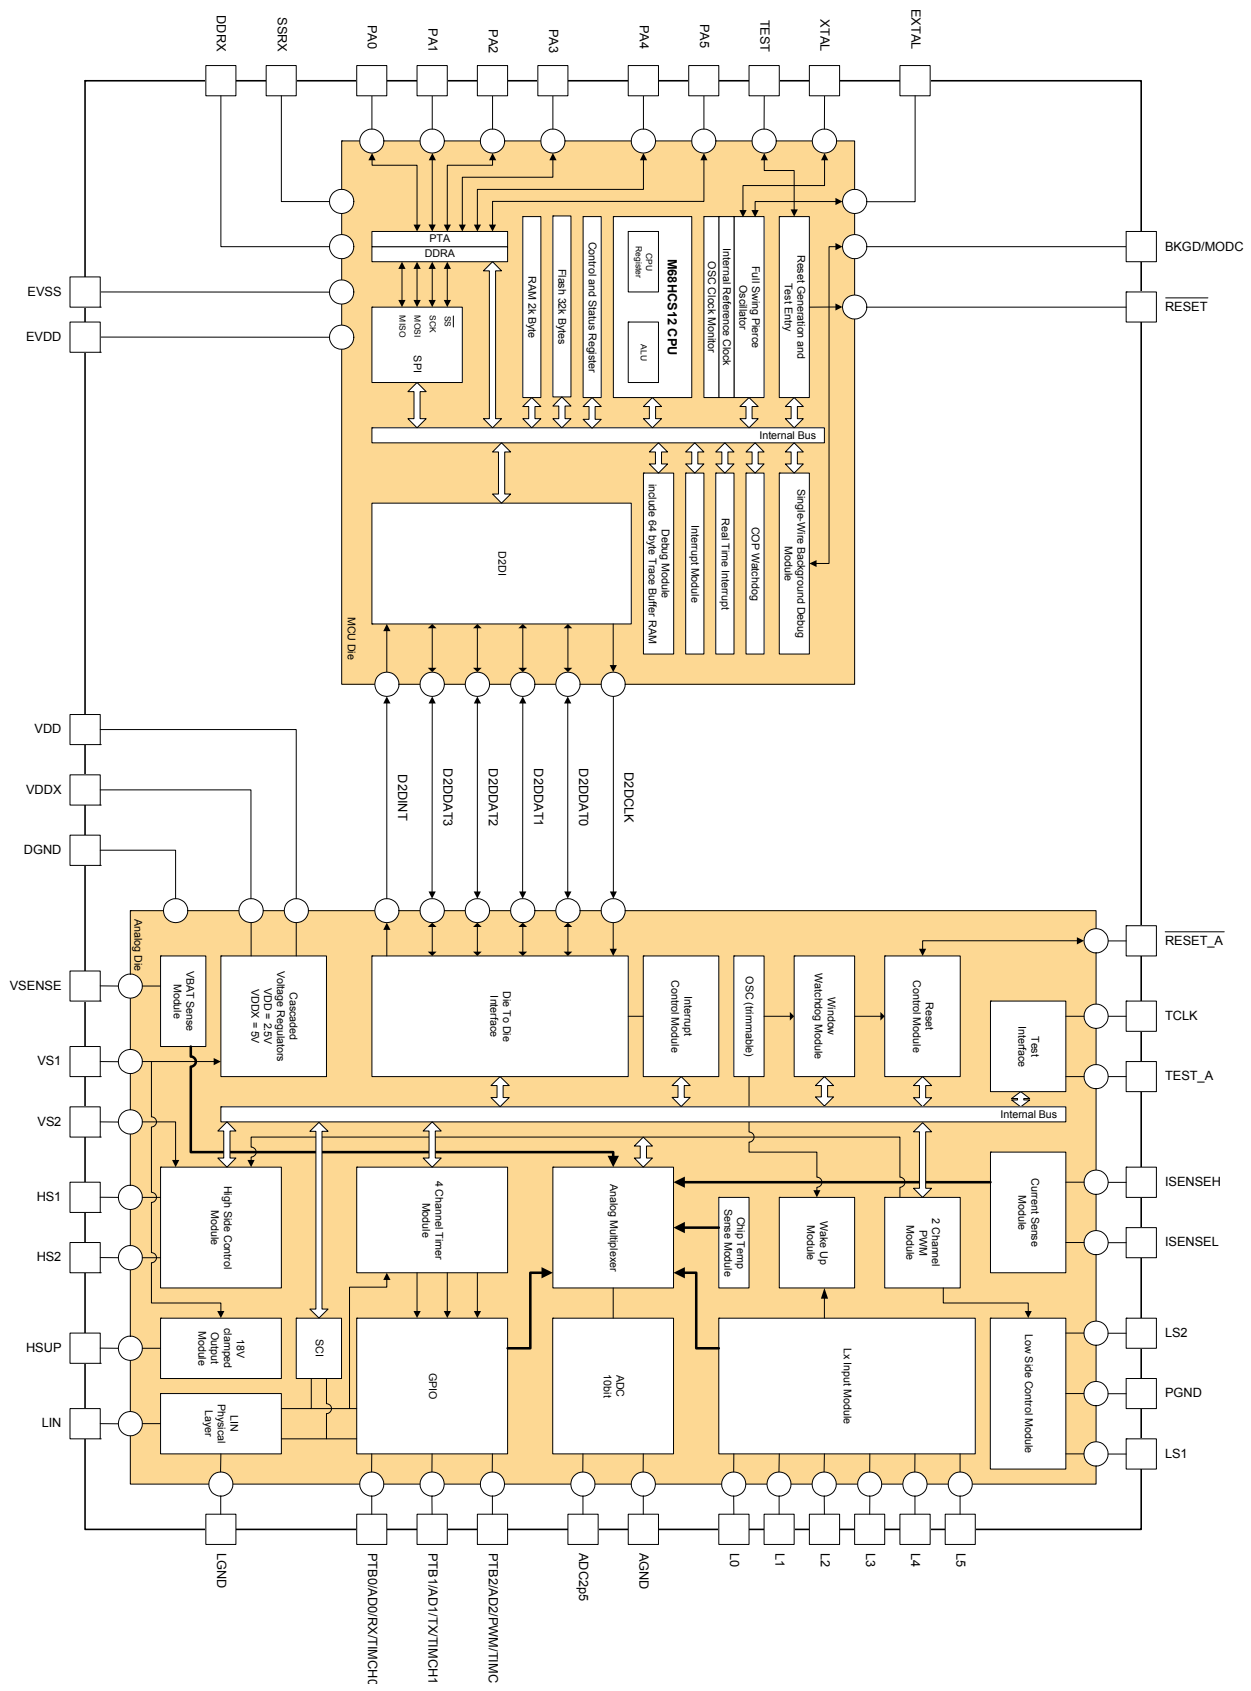 DDRX
SSRX
PA0
PA1
PA2
PA3
PA4
PA5
TEST
XTAL
EXTAL
BKGD/MODC
RESET
EVSS
EVDD
PTA
DDRA
MISO
MOSI
SCK
SS
SPI
RAM 2k Byte
Flash 32k Bytes
Control and Status Register
M68HCS12 CPU
CPU
Register
ALU
OSC Clock Monitor
Internal Reference Clock
Full Swing Pierce
Oscillator
Reset Generation and
Test Entry
Internal Bus
D2DI
Debug Module
include 64 byte Trace Buffer RAM
Interrupt Module
Real Time Interrupt
COP Watchdog
Single-Wire Background Debug
Module
MCU Die
D2DINT
D2DDAT3
D2DDAT2
D2DDAT1
D2DDAT0
D2DCLK
VDD
VDDX
DGND
Analog Die
RESET_A
TCLK
TEST_A
VSENSE
VS1
VS2
HS1
HS2
HSUP
LIN
VBAT Sense
Module
Cascaded
Voltage Regulators
VDD = 2.5V
VDDX = 5V
Die To Die
Interface
Interrupt
Control Module
OSC (trimmable)
Window
Watchdog Module
Reset
Control Module
Test
Interface
Internal Bus
High Side Control
Module
4 Channel Timer
Module
Analog Multiplexer
Chip Temp
Sense Module
Wake Up
Module
2 Channel
PWM
Module
Current Sense
Module
ISENSEH
ISENSEL
18V
clamped
Output
Module
SCI
GPIO
ADC
10bit
Lx Input Module
Low Side Control Module
LS2
PGND
LS1
LIN
Physical
Layer
LGND
PTB0/AD0/RX/TIMCH0
PTB1/AD1/TX/TIMCH1
PTB2/AD2/PWM/TIMC
ADC2p5
AGND
L0
L1
L2
L3
L4
L5